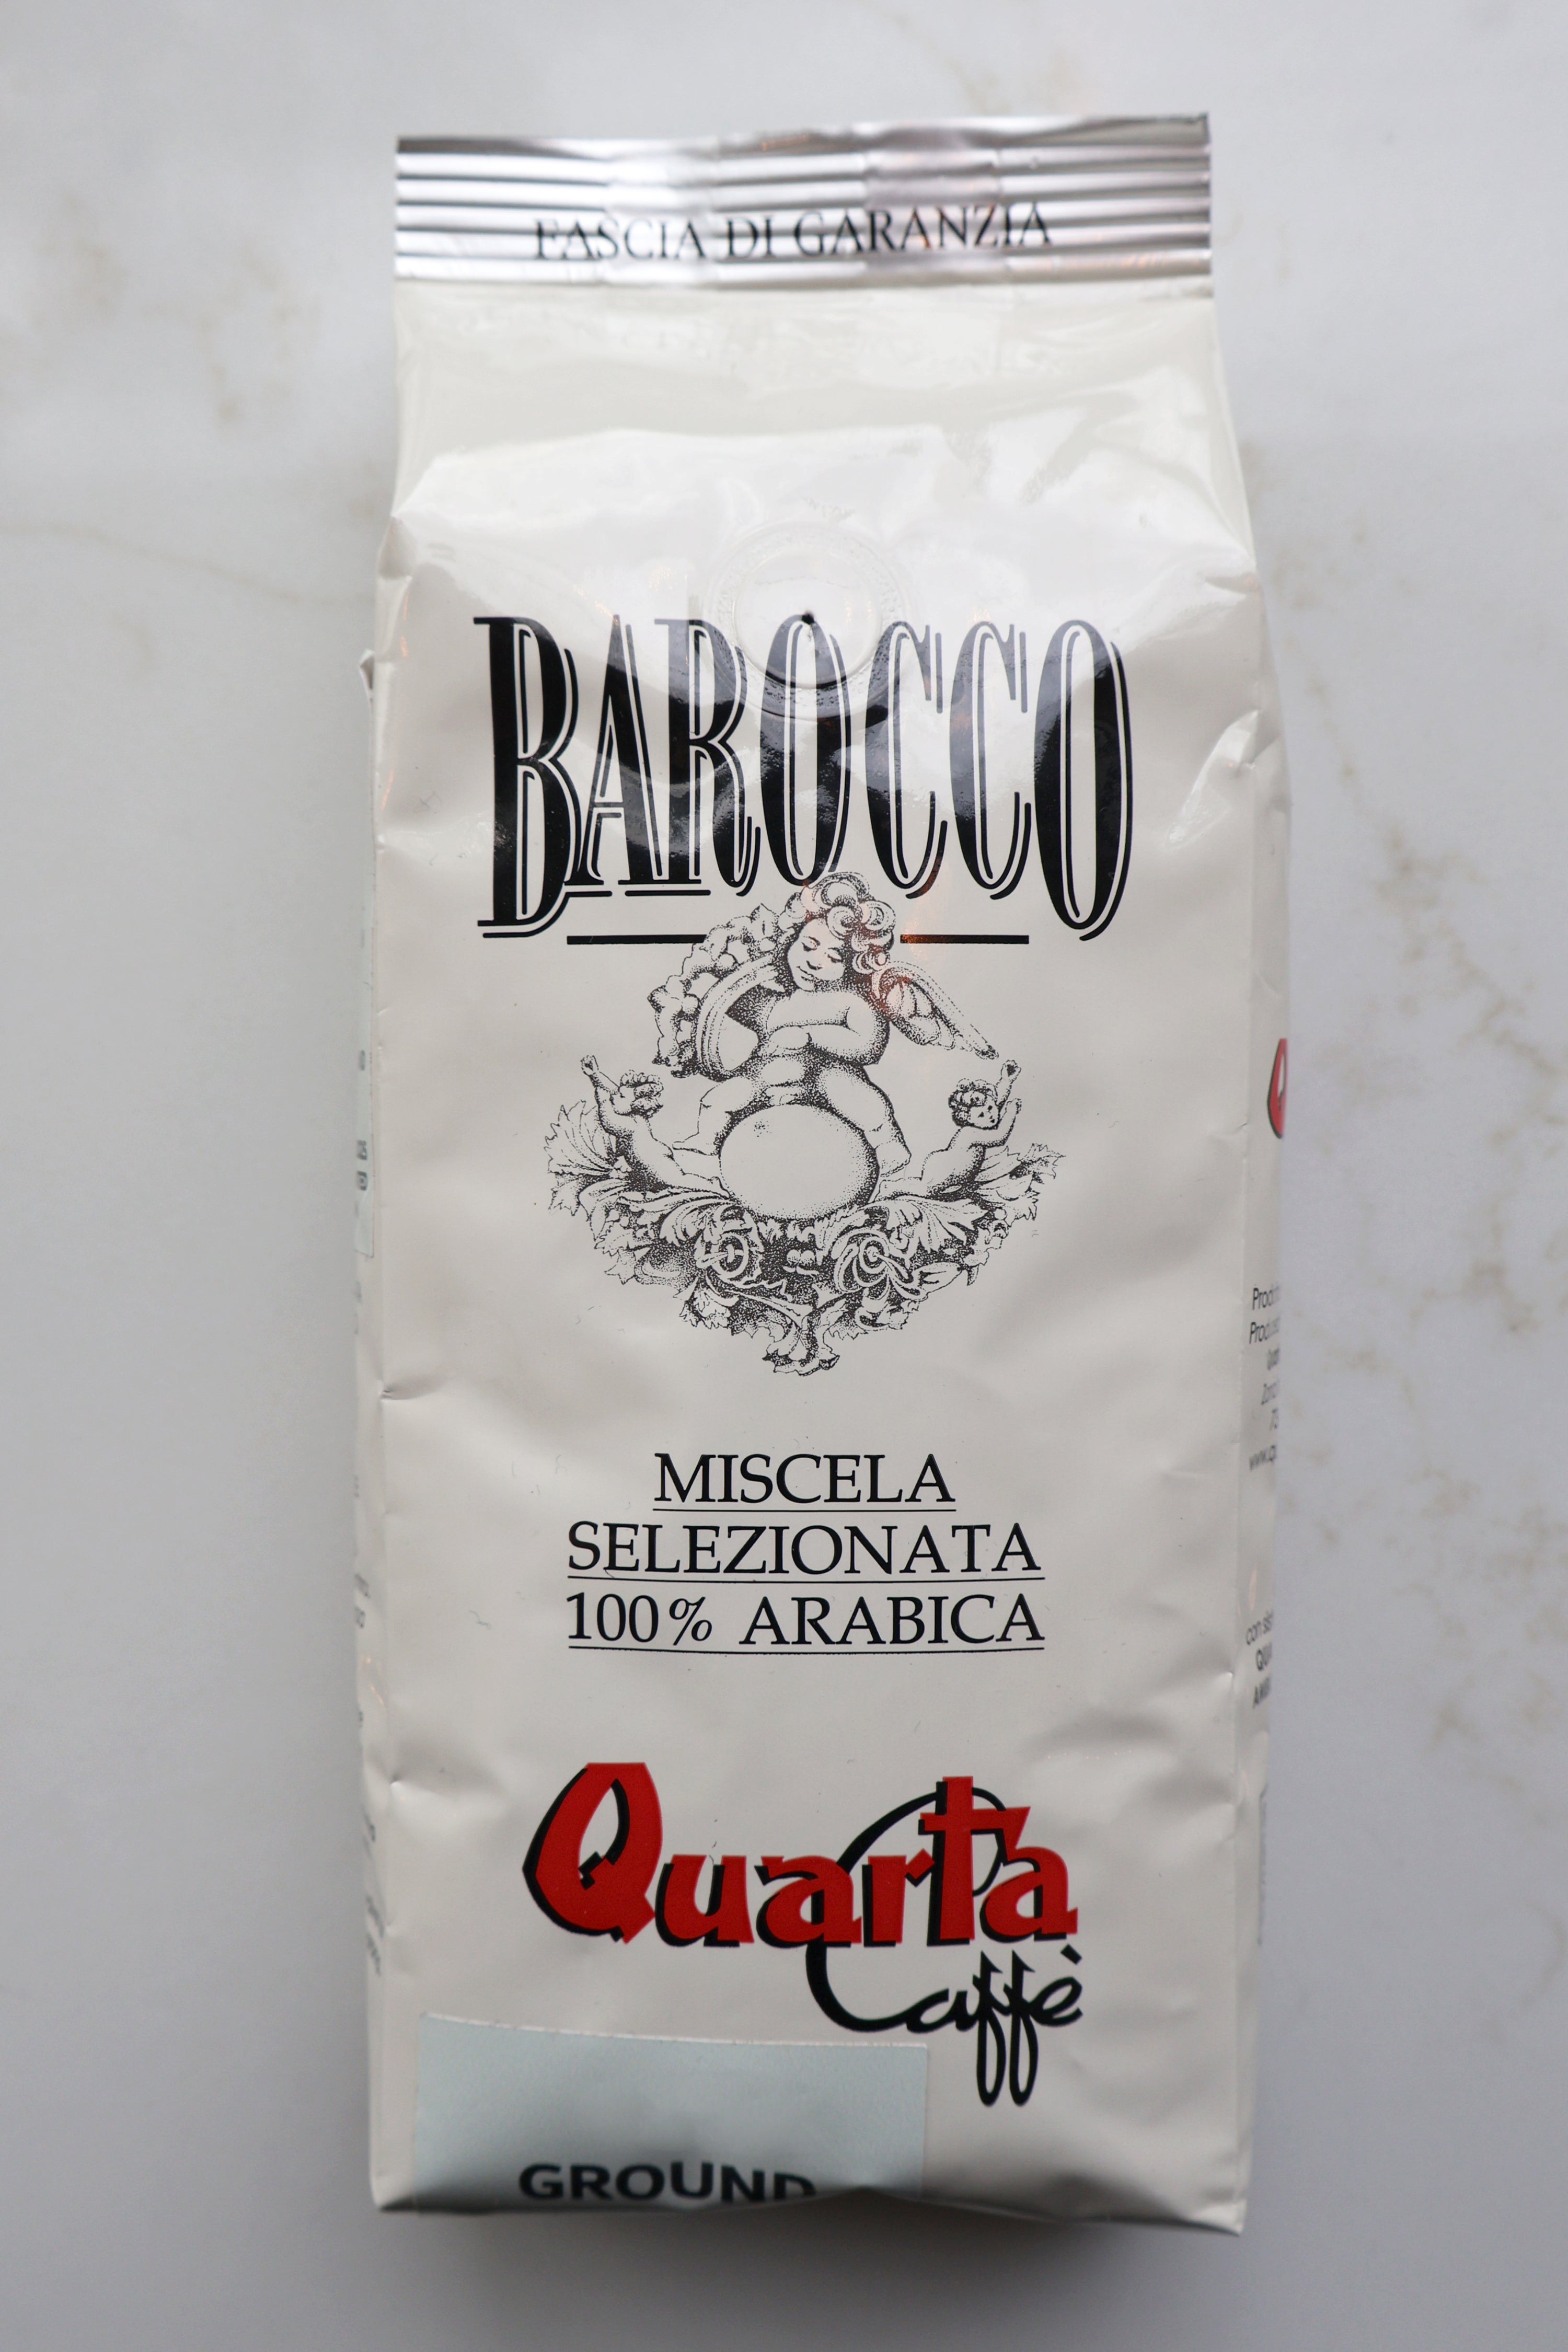 FASCIA DI GARANZIA
BAROCCO
MISCELA
SELEZIONATA
100% ARABICA
Quarta
Caffè
GROUND